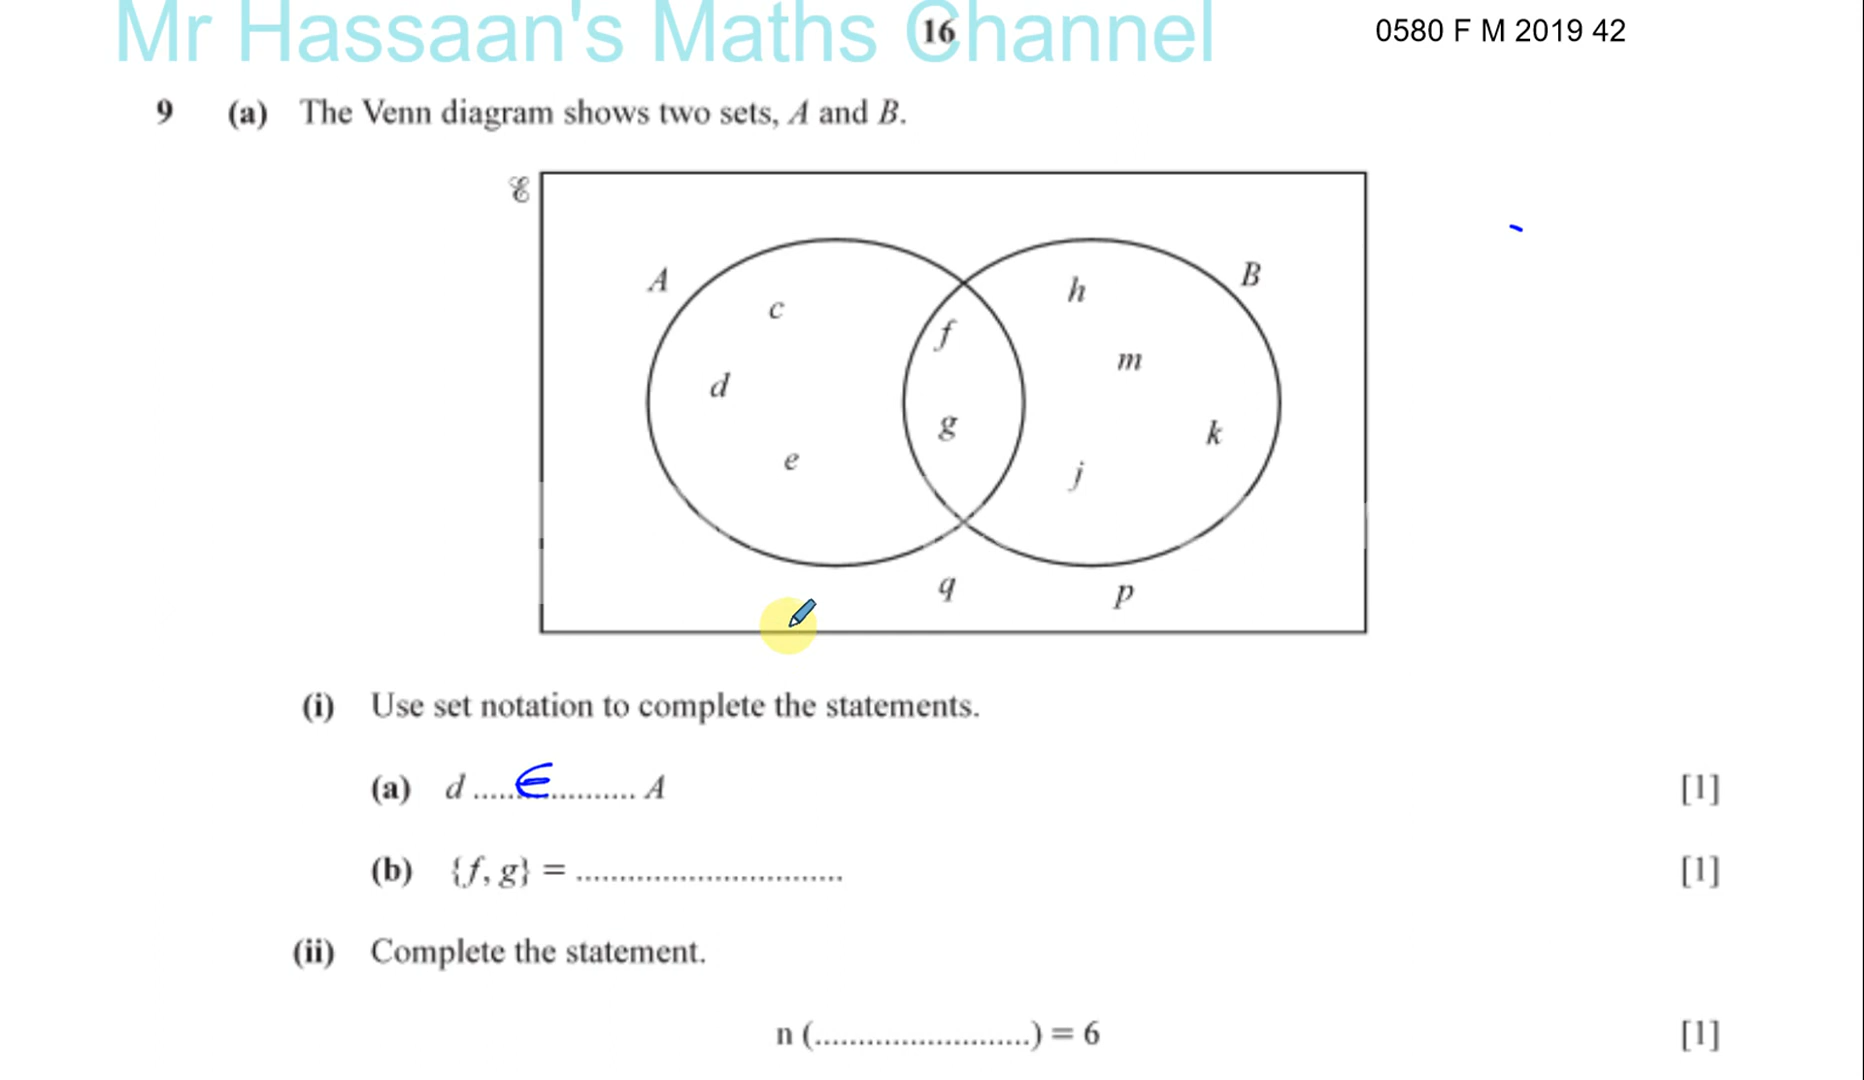 Mr Hassaan's Maths Channel
16
0580 F M 2019 42
9 (a) The Venn diagram shows two sets, A and B.
ℰ
A
B
c
h
f
m
d
g
k
e
j
q
p
(i) Use set notation to complete the statements.
(a) d .....∈.......... A [1]
(b) {f, g} = ............................... [1]
(ii) Complete the statement.
n (.........................) = 6 [1]